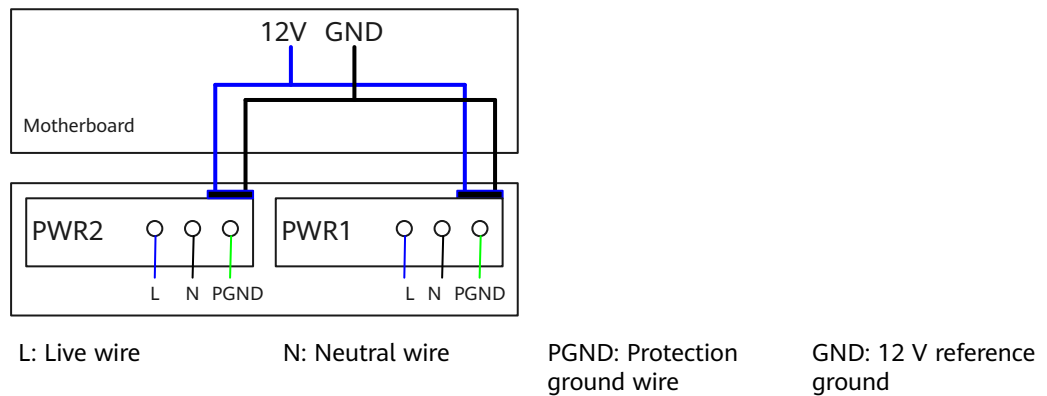 12V GND
Motherboard
PWR2 PWR1
L N PGND L N PGND
L: Live wire N: Neutral wire PGND: Protection GND: 12 V reference
ground wire ground